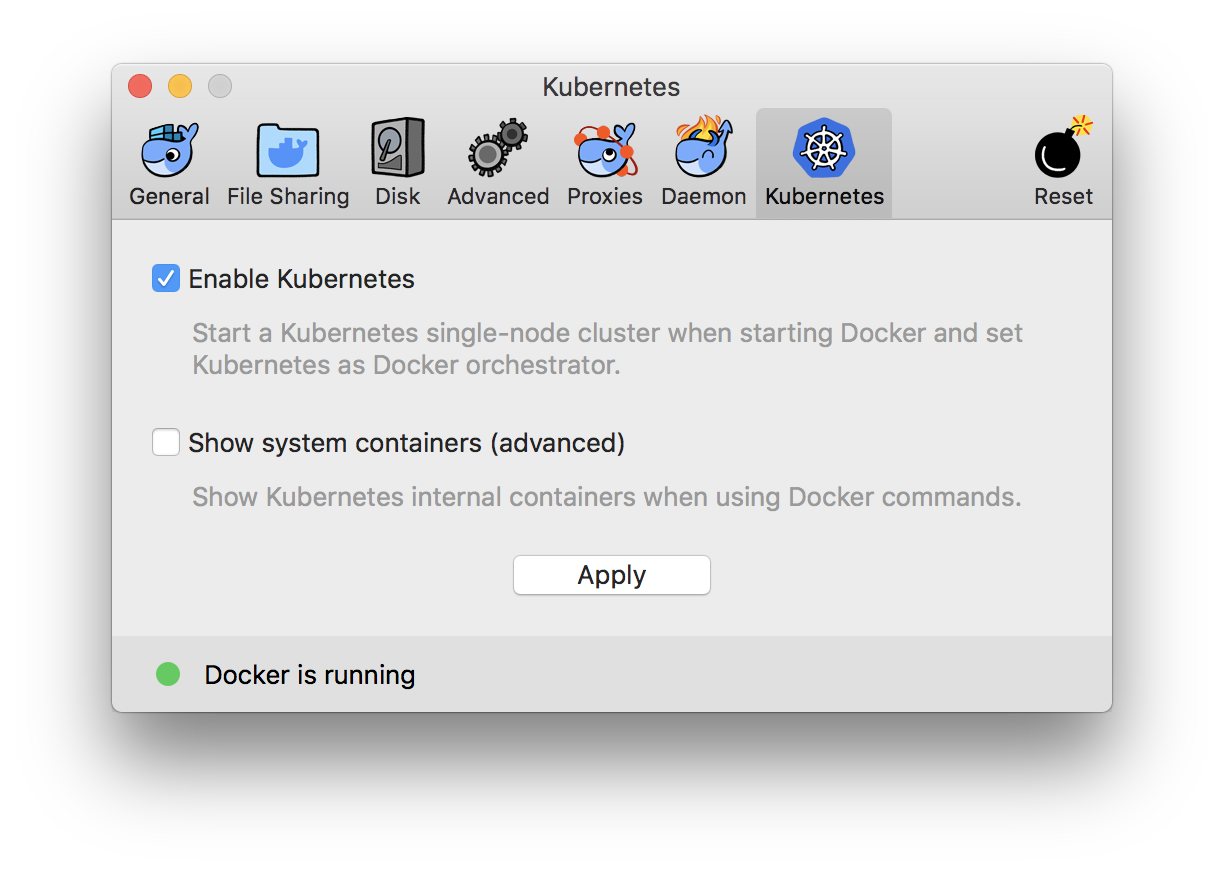 Kubernetes
General File Sharing Disk Advanced Proxies Daemon Kubernetes Reset
Enable Kubernetes
Start a Kubernetes single-node cluster when starting Docker and set
Kubernetes as Docker orchestrator.
Show system containers (advanced)
Show Kubernetes internal containers when using Docker commands.
Apply
Docker is running